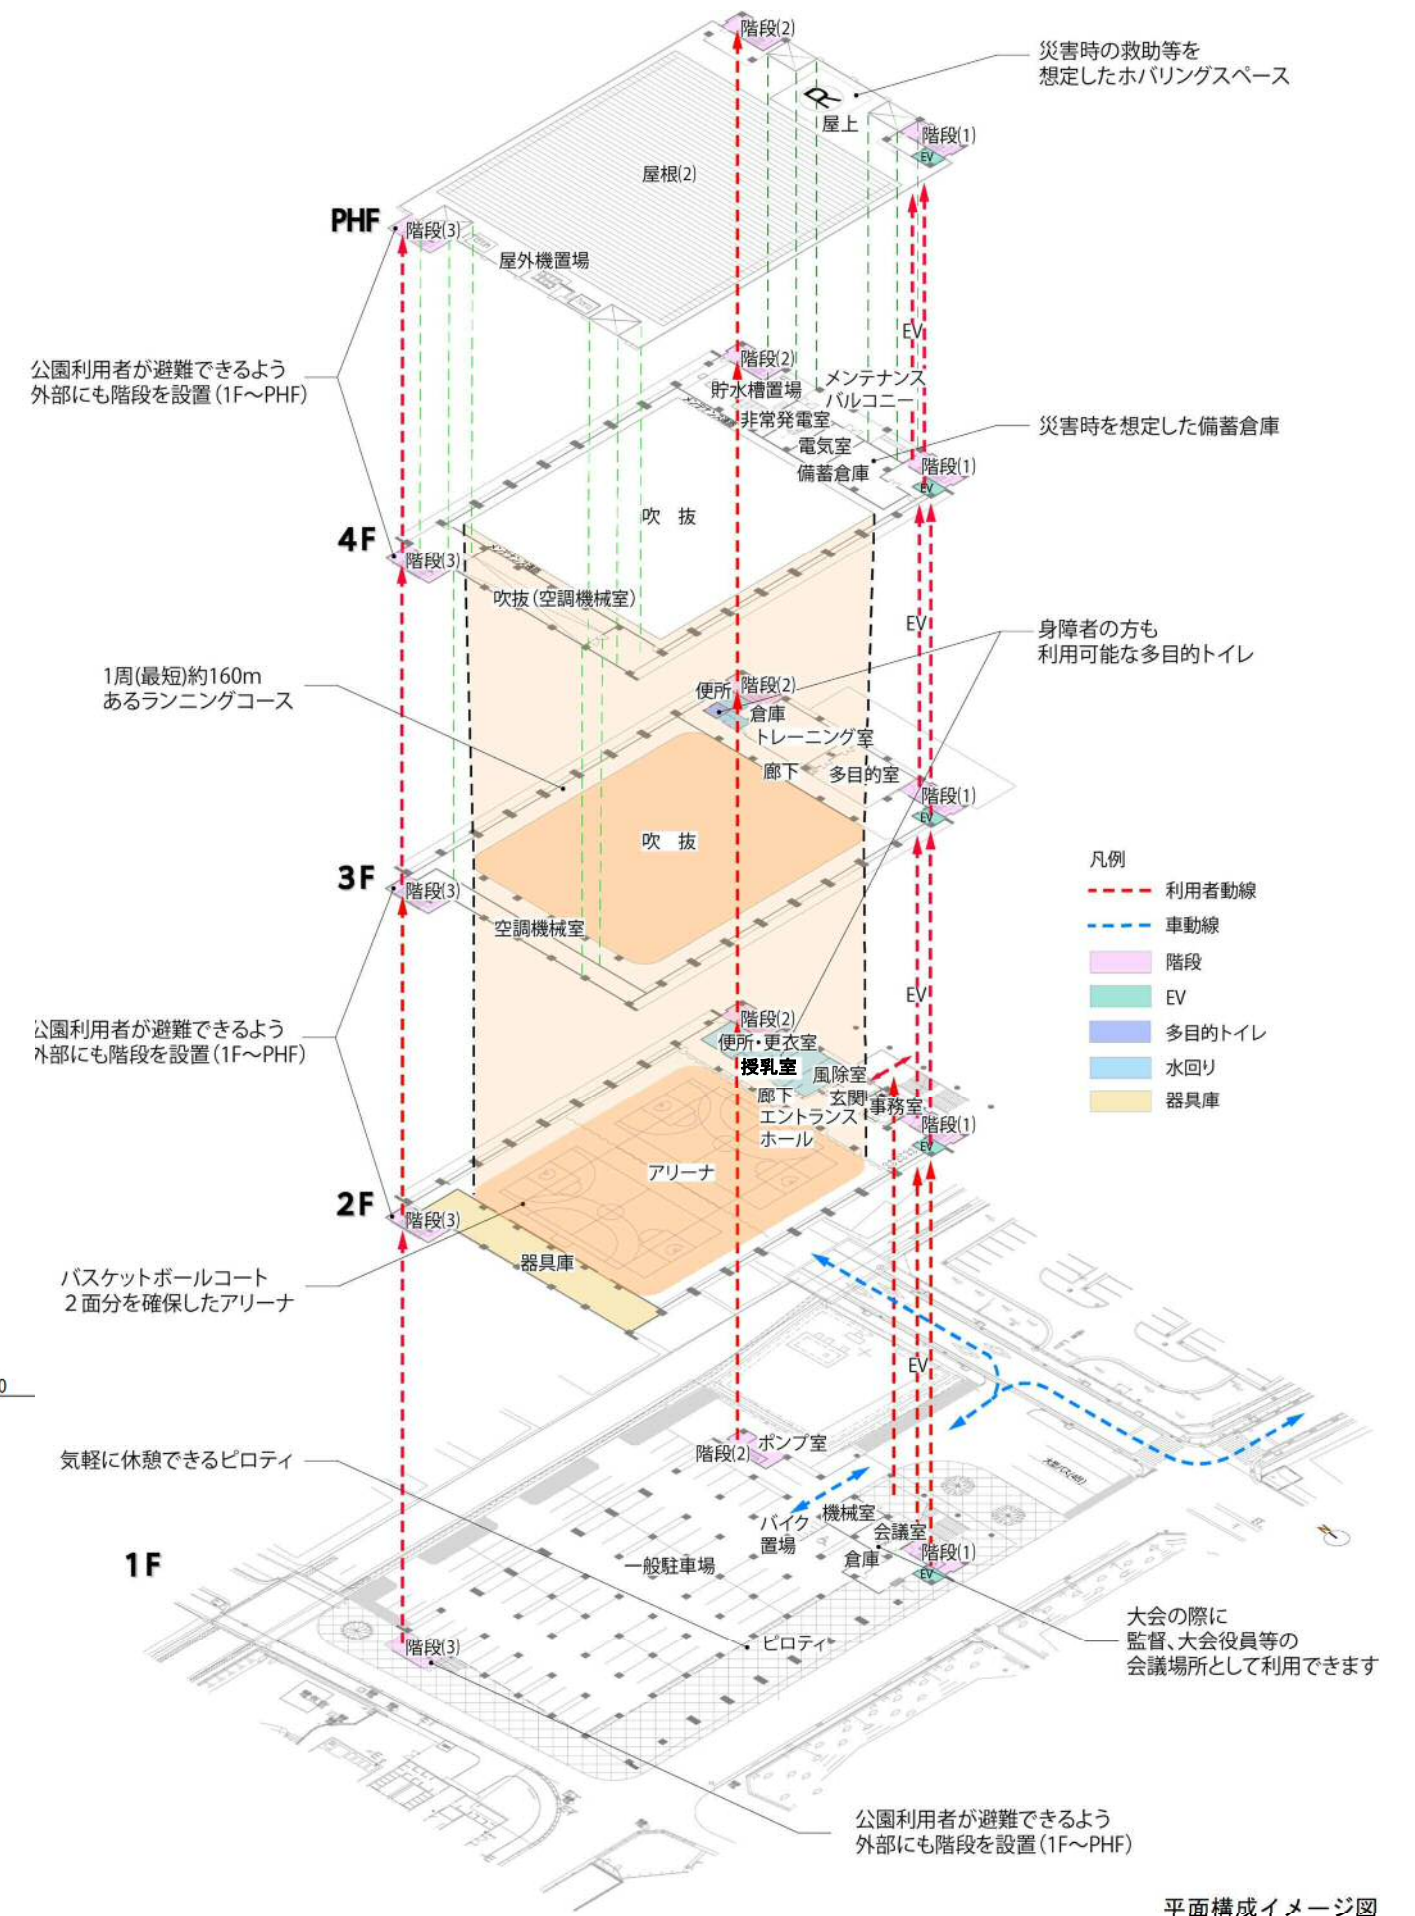 階段(2)
災害時の救助等を
想定したホバリングスペース
屋上
階段(1)
EV
屋根(2)
PHF
階段(3)
屋外機置場
EV
公園利用者が避難できるよう
外部にも階段を設置(1F～PHF)
階段(2)
貯水槽置場
メンテナンス
バルコニー
非常発電室
電気室
備蓄倉庫
災害時を想定した備蓄倉庫
階段(1)
EV
吹 抜
4F
階段(3)
吹抜(空調機械室)
EV
身障者の方も
利用可能な多目的トイレ
1周(最短)約160m
あるランニングコース
便所
階段(2)
倉庫
トレーニング室
廊下
多目的室
階段(1)
EV
吹 抜
3F
階段(3)
空調機械室
凡例
利用者動線
車動線
階段
EV
多目的トイレ
水回り
器具庫
EV
公園利用者が避難できるよう
外部にも階段を設置(1F～PHF)
階段(2)
便所・更衣室
授乳室
風除室
廊下
玄関
事務室
エントランス
ホール
階段(1)
EV
アリーナ
2F
階段(3)
器具庫
バスケットボールコート
２面分を確保したアリーナ
EV
0
気軽に休憩できるピロティ
階段(2)
ポンプ室
大型バス(4台)
バイク
置場
機械室
会議室
倉庫
階段(1)
EV
1F
一般駐車場
N
階段(3)
ピロティ
大会の際に
監督、大会役員等の
会議場所として利用できます
公園利用者が避難できるよう
外部にも階段を設置(1F～PHF)
平面構成イメージ図